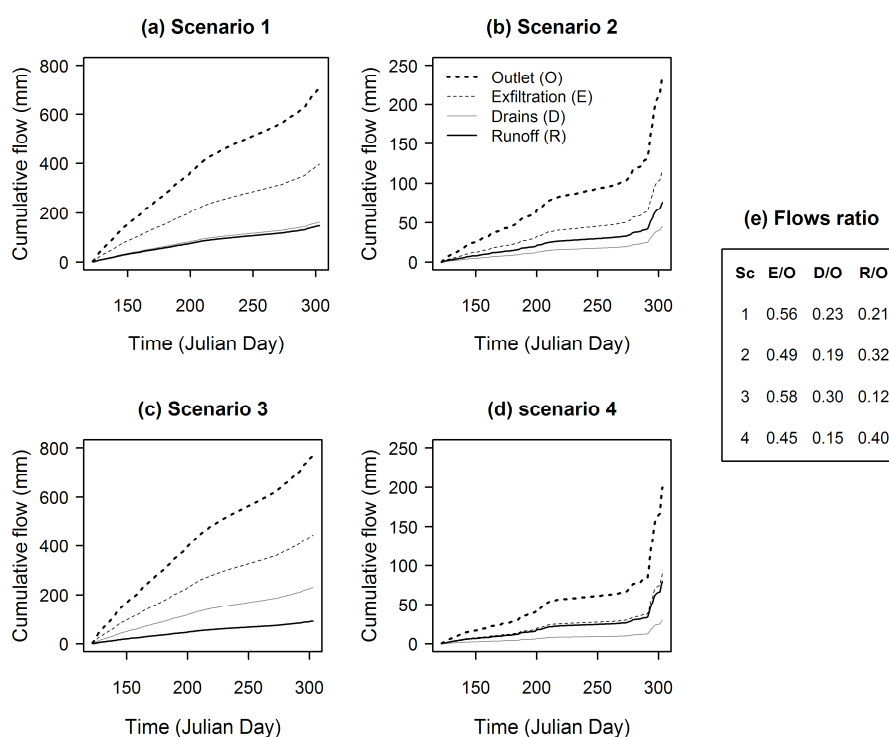 (a) Scenario 1
Cumulative flow (mm)
800
600
400
200
0
150 200 250 300
Time (Julian Day)
(b) Scenario 2
Cumulative flow (mm)
250
200
150
100
50
0
Outlet (O)
Exfiltration (E)
Drains (D)
Runoff (R)
150 200 250 300
Time (Julian Day)
(c) Scenario 3
Cumulative flow (mm)
800
600
400
200
0
150 200 250 300
Time (Julian Day)
(d) scenario 4
Cumulative flow (mm)
250
200
150
100
50
0
150 200 250 300
Time (Julian Day)
(e) Flows ratio
Sc E/O D/O R/O
1 0.56 0.23 0.21
2 0.49 0.19 0.32
3 0.58 0.30 0.12
4 0.45 0.15 0.40